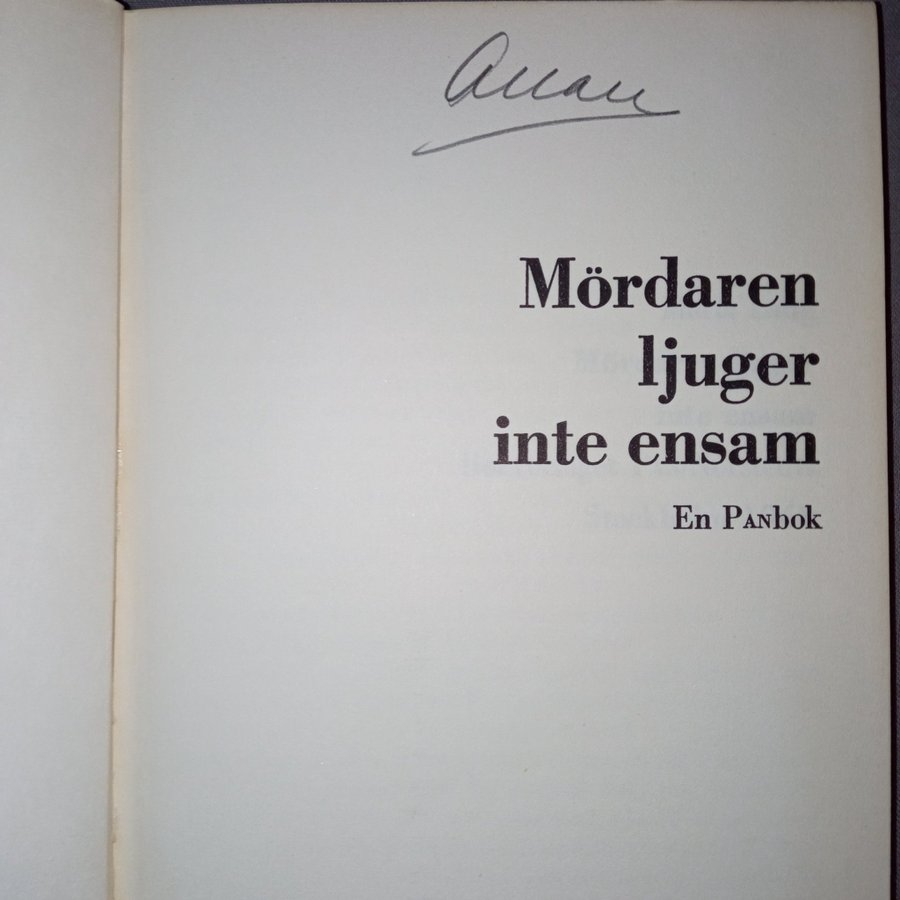 Mördaren
ljuger
inte ensam
En PANbok